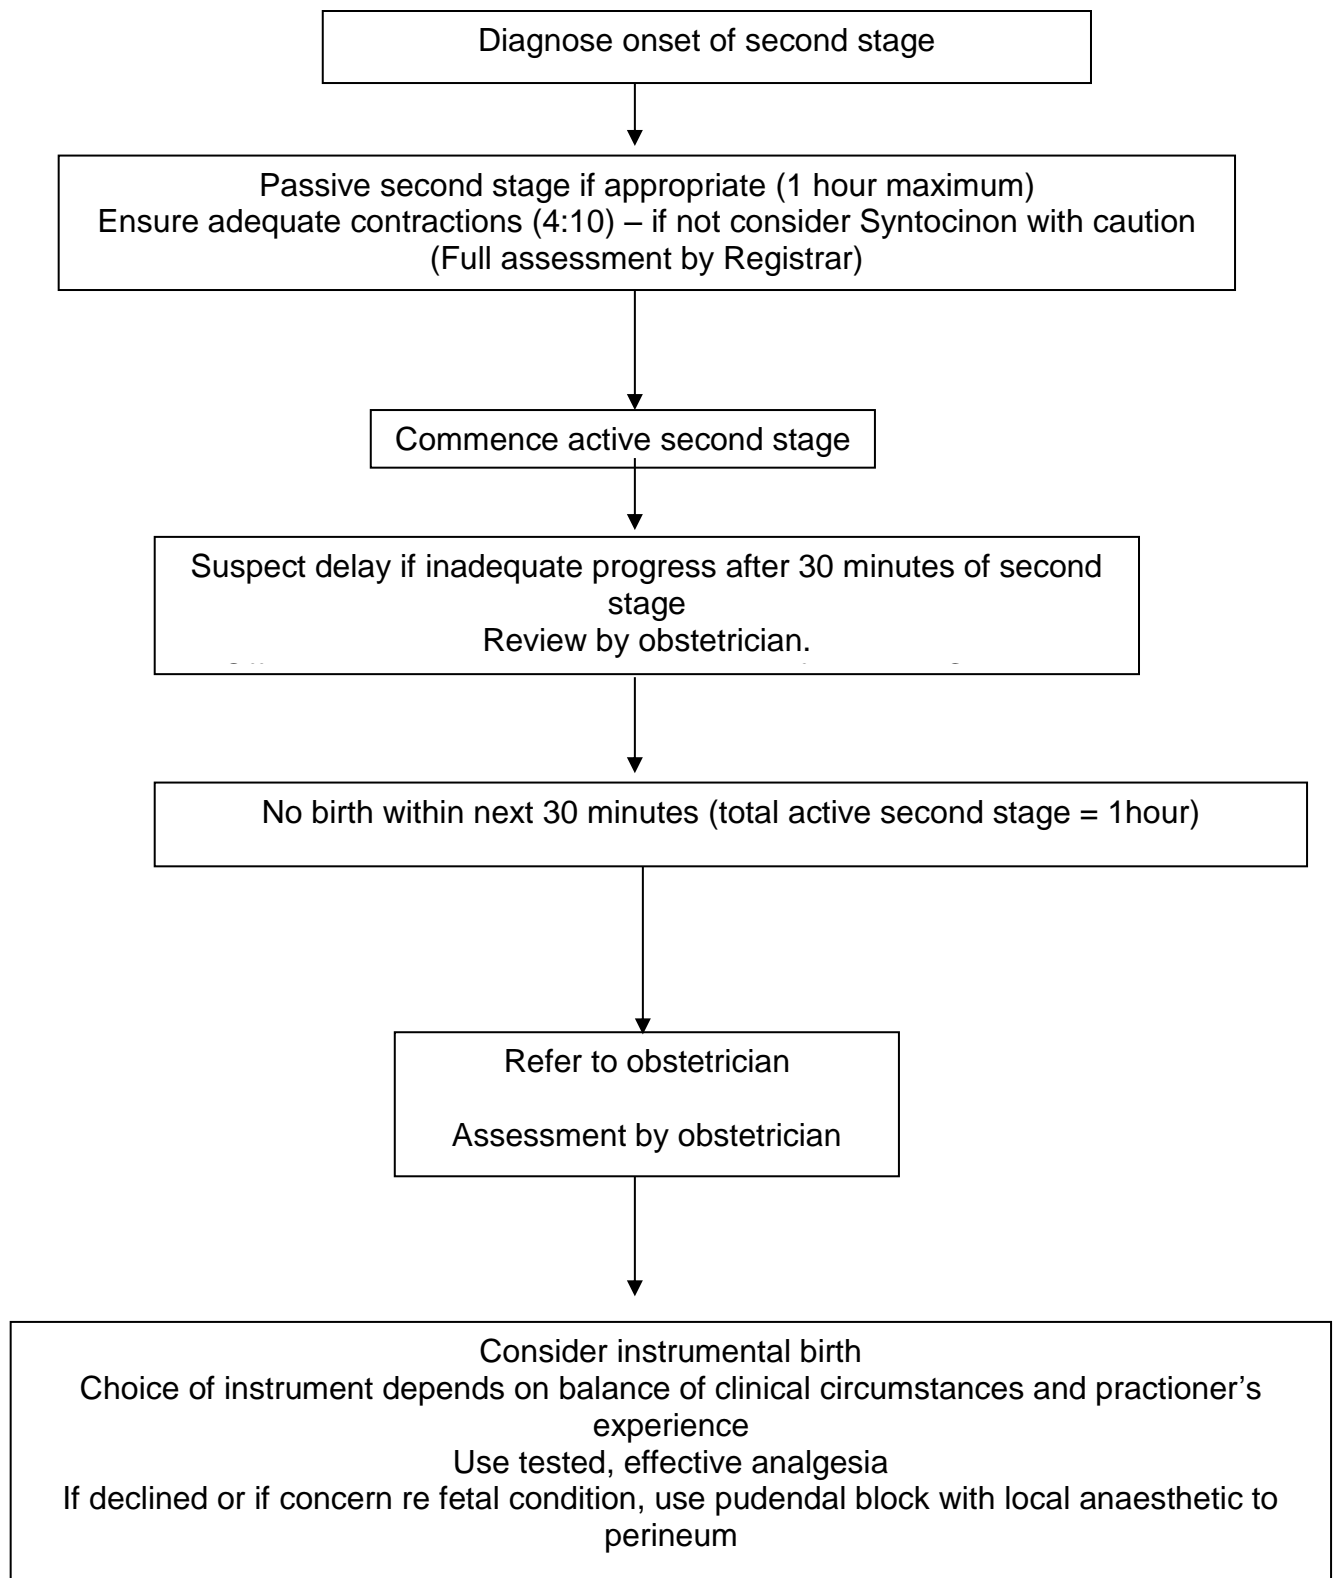 Diagnose onset of second stage
Passive second stage if appropriate (1 hour maximum)
Ensure adequate contractions (4:10) – if not consider Syntocinon with caution
(Full assessment by Registrar)
Commence active second stage
Suspect delay if inadequate progress after 30 minutes of second
stage
Review by obstetrician.
No birth within next 30 minutes (total active second stage = 1hour)
Refer to obstetrician
Assessment by obstetrician
Consider instrumental birth
Choice of instrument depends on balance of clinical circumstances and practioner’s
experience
Use tested, effective analgesia
If declined or if concern re fetal condition, use pudendal block with local anaesthetic to
perineum